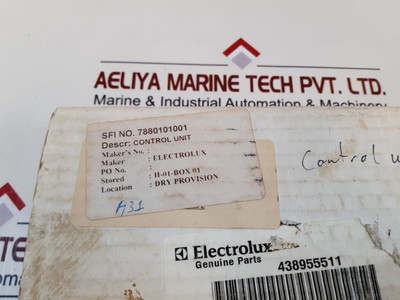 AELIYA MARINE TECH PVT. LTD.
Marine & Industrial Automation & Machinery
SFI NO. 7880101001
Descr: CONTROL UNIT
Maker's No. :
Maker : ELECTROLUX
PO No. :
Stored : H-01-BOX 01
Location : DRY PROVISION
A31
Control u
Electrolux
Genuine Parts
438955511